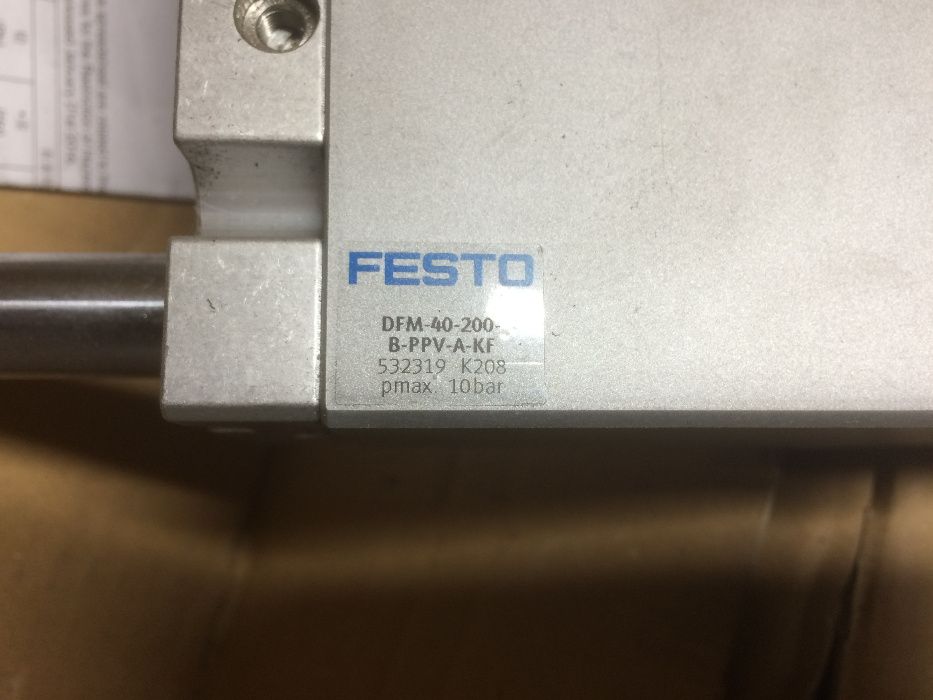 FESTO
DFM-40-200-
B-PPV-A-KF
532319 K208
pmax. 10bar